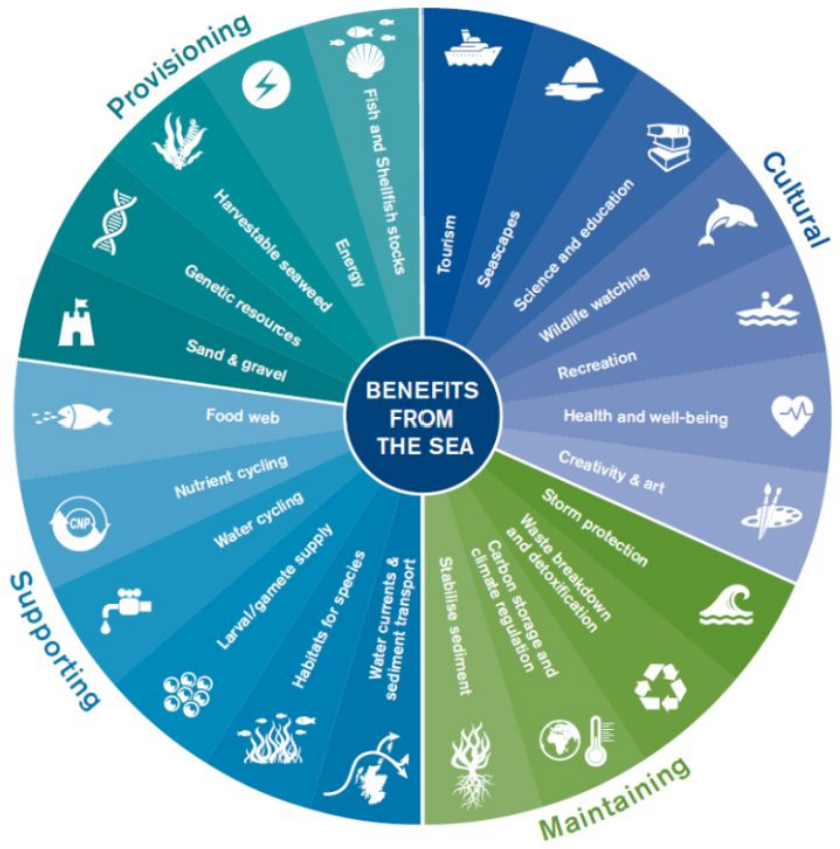 BENEFITS
FROM
THE SEA
Provisioning
Fish and Shellfish stocks
Energy
Harvestable seaweed
Genetic resources
Sand & gravel
Cultural
Tourism
Seascapes
Science and education
Wildlife watching
Recreation
Health and well-being
Creativity & art
Maintaining
Storm protection
Waste breakdown
and detoxification
Carbon storage and
climate regulation
Stabilise sediment
Supporting
Food web
Nutrient cycling
CNP
Water cycling
Larval/gamete supply
Habitats for species
Water currents &
sediment transport